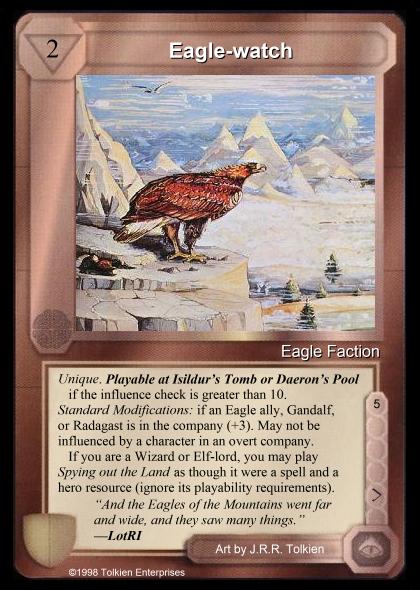 2
Eagle-watch
Eagle Faction
Unique. Playable at Isildur’s Tomb or Daeron’s Pool
if the influence check is greater than 10.
Standard Modifications: if an Eagle ally, Gandalf,
or Radagast is in the company (+3). May not be
influenced by a character in an overt company.
If you are a Wizard or Elf-lord, you may play
Spying out the Land as though it were a spell and a
hero resource (ignore its playability requirements).
“And the Eagles of the Mountains went far
and wide, and they saw many things.”
—LotRI
5
Art by J.R.R. Tolkien
©1998 Tolkien Enterprises